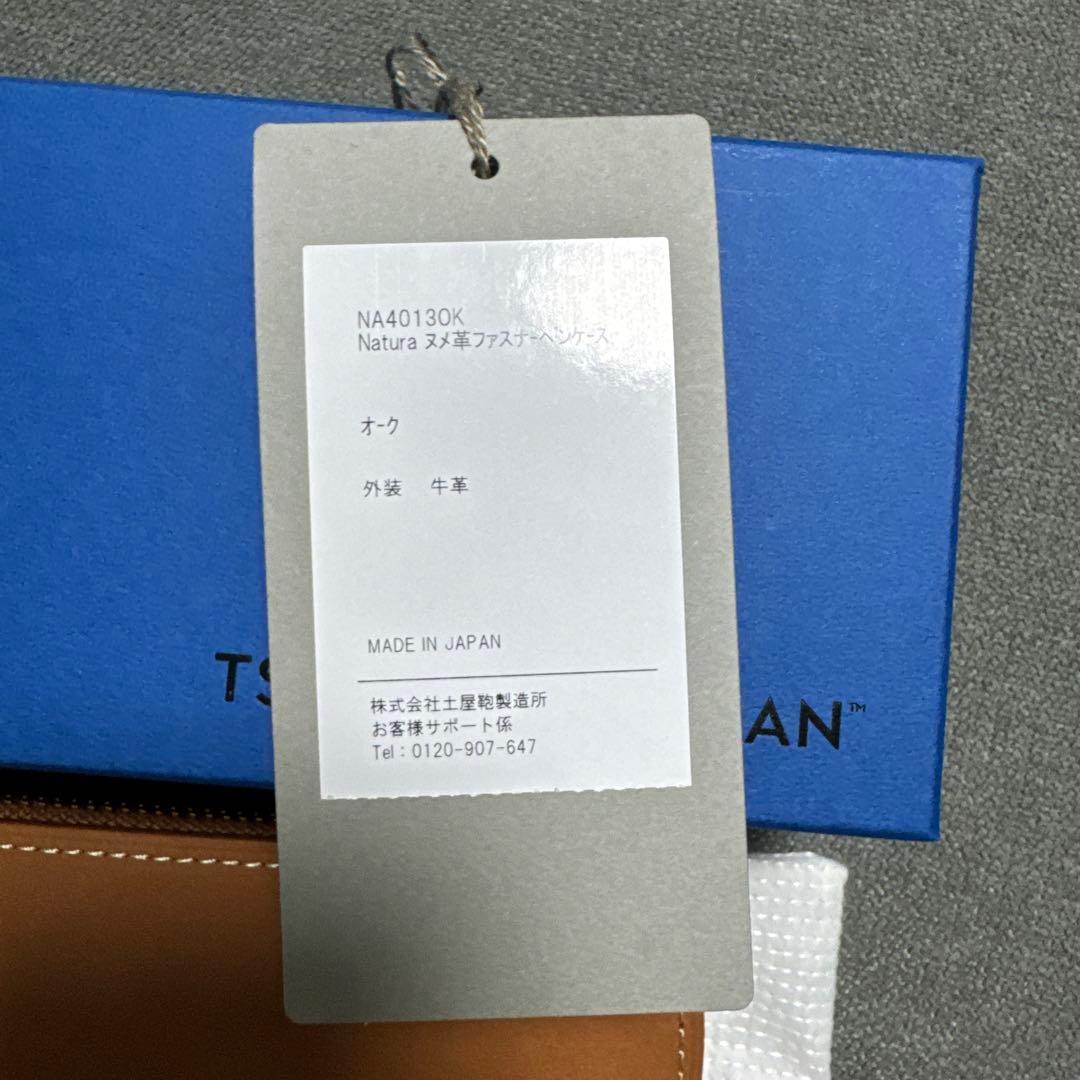 NA4013OK
Natura ヌメ革ファスナーペンケース
オーク
外装 牛革
MADE IN JAPAN
株式会社土屋鞄製造所
お客様サポート係
Tel：0120-907-647
TS
AN™